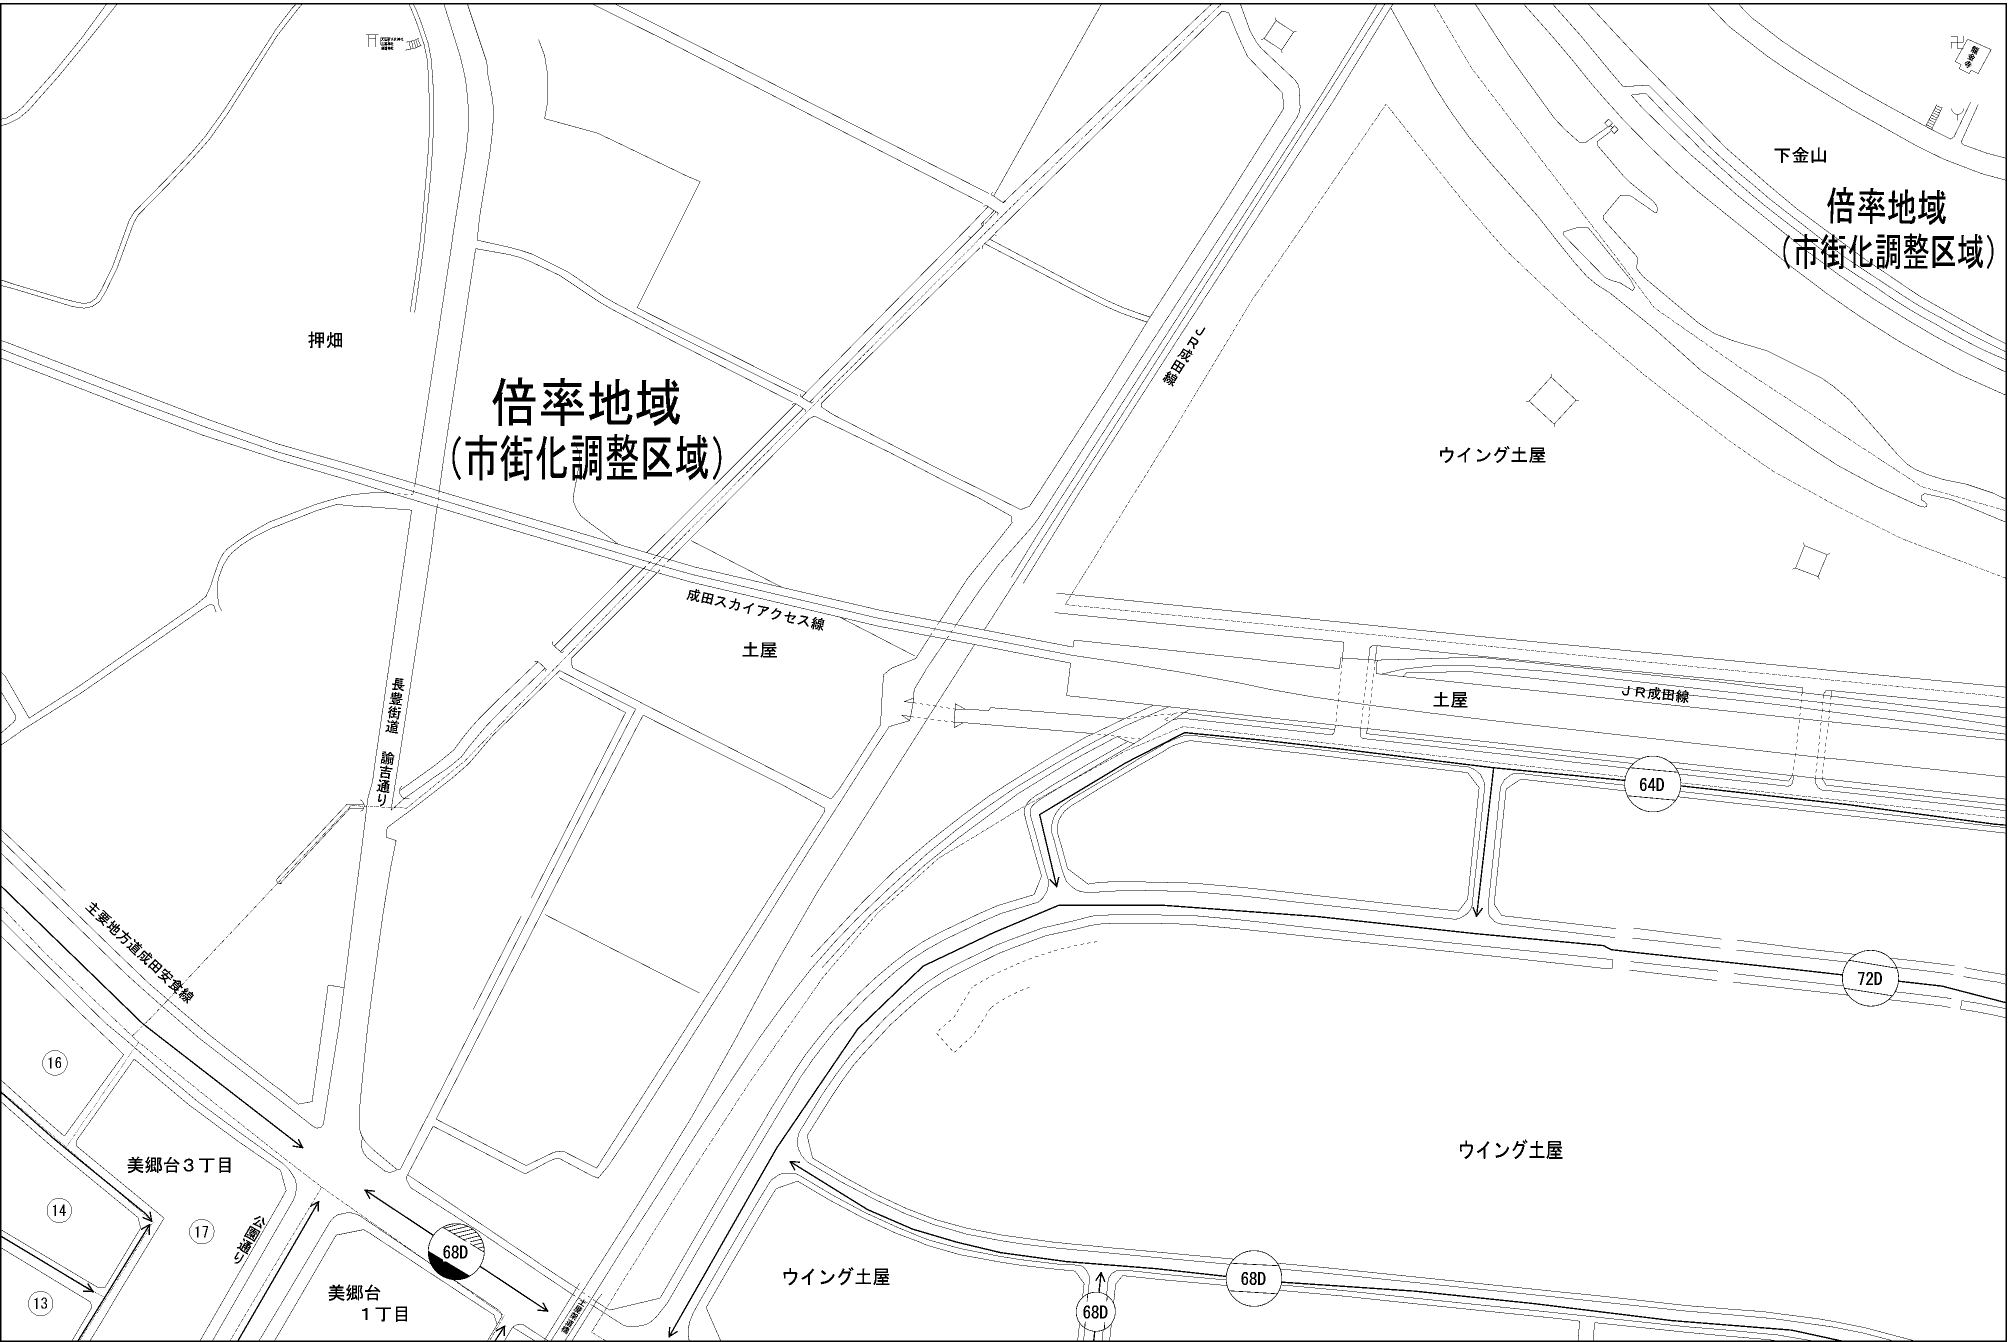 下金山
倍率地域
（市街化調整区域）
押畑
倍率地域
（市街化調整区域）
ＪＲ成田線
ウイング土屋
成田スカイアクセス線
土屋
長豊街道
諭吉通り
土屋
ＪＲ成田線
64D
主要地方道成田安食線
72D
16
美郷台３丁目
ウイング土屋
14
17
公園通り
68D
ウイング土屋
68D
美郷台
１丁目
13
68D